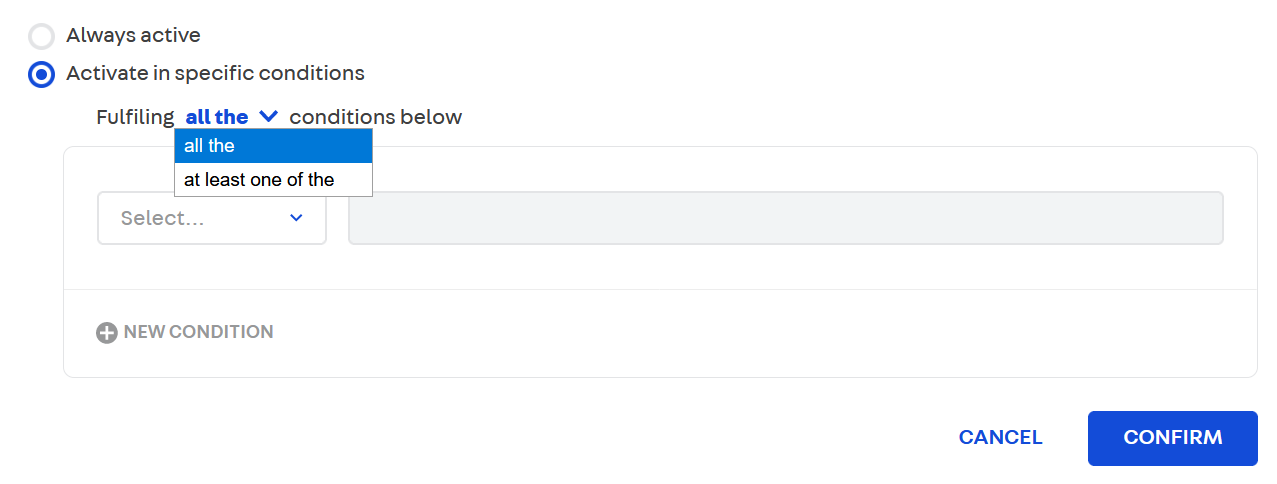 Always active
Activate in specific conditions
Fulfiling all the conditions below
all the
at least one of the
Select...
NEW CONDITION
CANCEL CONFIRM